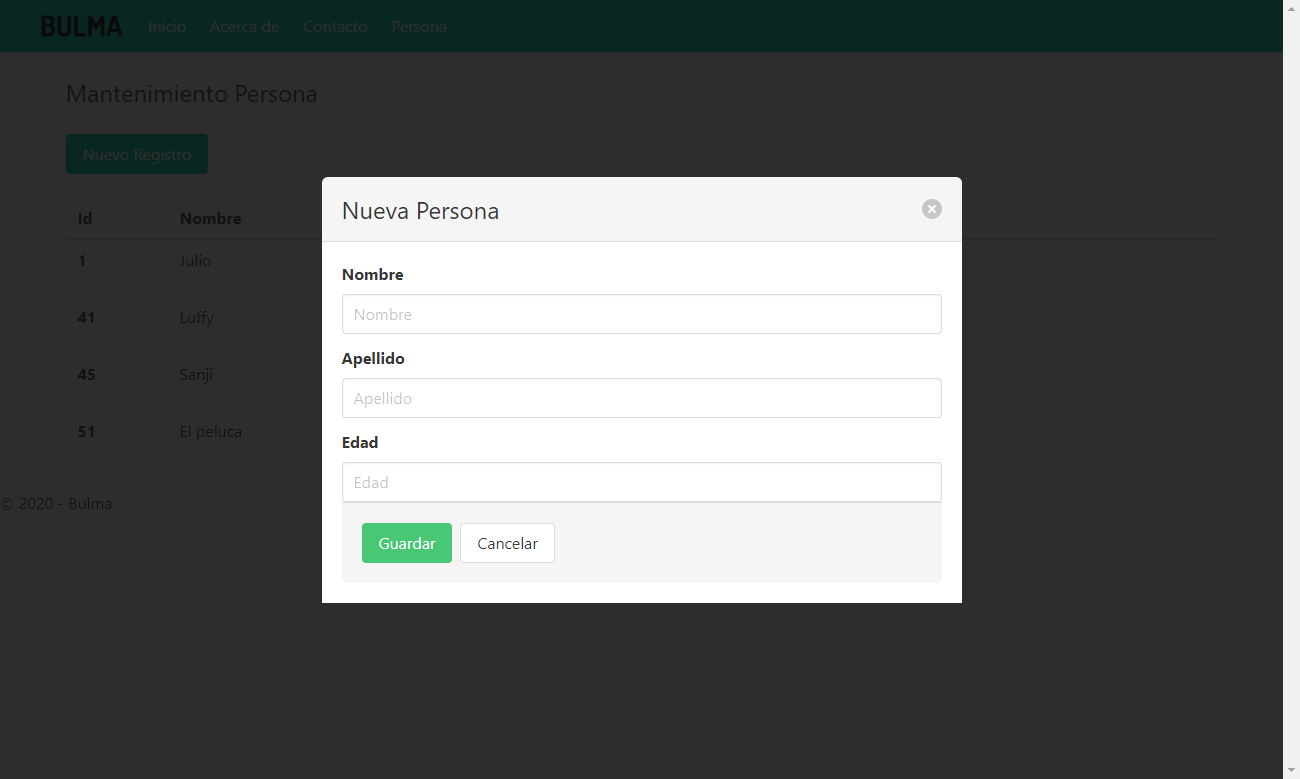 BULMA Inicio Acerca de Contacto Persona
Mantenimiento Persona
Nuevo Registro
Id Nombre
1 Julio
41 Luffy
45 Sanji
51 El peluca
© 2020 - Bulma
Nueva Persona
Nombre
Nombre
Apellido
Apellido
Edad
Edad
Guardar Cancelar